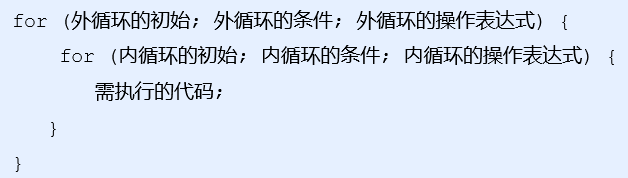 for (外循环的初始; 外循环的条件; 外循环的操作表达式) {
for (内循环的初始; 内循环的条件; 内循环的操作表达式) {
需执行的代码;
}
}